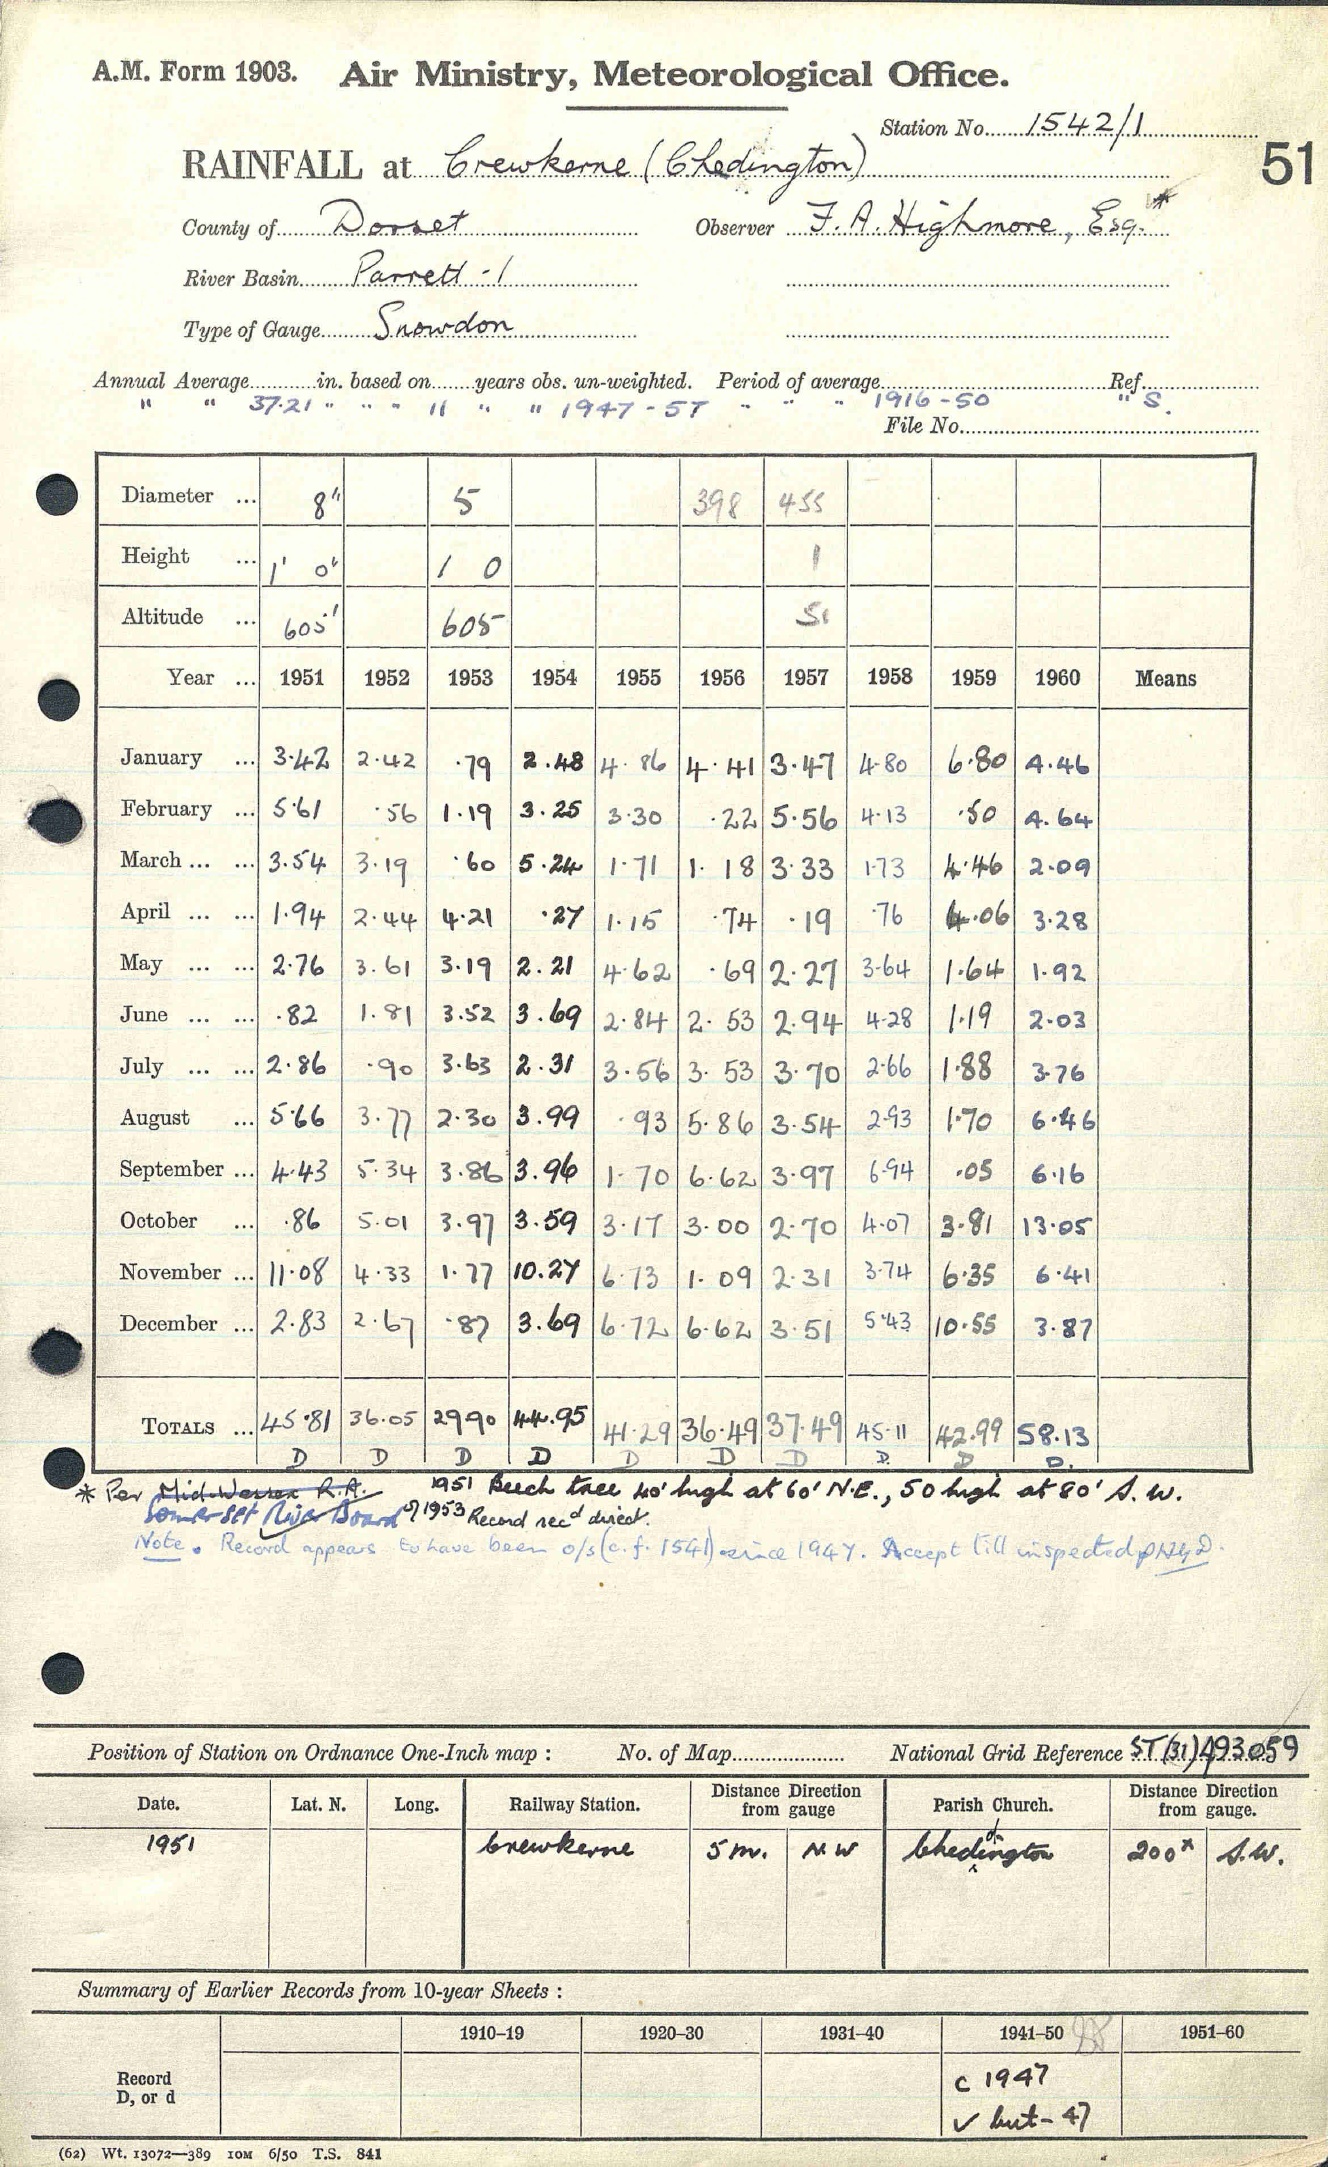 A.M. Form 1903. Air Ministry, Meteorological Office.
Station No. 1542/1
RAINFALL at Crewkerne (Chedington)
51
County of Dorset Observer F. A. Highmore, Esq. *
River Basin Parrett - 1
Type of Gauge Snowdon
Annual Average in. based on years obs. un-weighted. Period of average Ref.
" " 37.21 " " " 11 " " 1947 - 57 " " " 1916 - 50 " S.
File No.
Diameter ... 8" 5 398 455
Height ... 1' 0" 1 0 1
Altitude ... 605' 605 51
Year ... 1951 1952 1953 1954 1955 1956 1957 1958 1959 1960 Means
January ... 3.42 2.42 .79 2.48 4.86 4.41 3.47 4.80 6.80 4.46
February ... 5.61 .56 1.19 3.25 3.30 .22 5.56 4.13 .50 4.64
March ... ... 3.54 3.19 .60 5.24 1.71 1.18 3.33 1.73 4.46 2.09
April ... ... 1.94 2.44 4.21 .27 1.15 .74 .19 .76 4.06 3.28
May ... ... 2.76 3.61 3.19 2.21 4.62 .69 2.27 3.64 1.64 1.92
June ... ... .82 1.81 3.52 3.69 2.84 2.53 2.94 4.28 1.19 2.03
July ... ... 2.86 .90 3.63 2.31 3.56 3.53 3.70 2.66 1.88 3.76
August ... 5.66 3.77 2.30 3.99 .93 5.86 3.54 2.93 1.70 6.46
September ... 4.43 5.34 3.86 3.96 1.70 6.62 3.97 6.94 .05 6.16
October ... .86 5.01 3.97 3.59 3.17 3.00 2.70 4.07 3.81 13.05
November ... 11.08 4.33 1.77 10.27 6.73 1.09 2.31 3.74 6.35 6.41
December ... 2.83 2.67 .87 3.69 6.72 6.62 3.51 5.43 10.55 3.87
TOTALS ... 45.81 36.05 29.90 44.95 41.29 36.49 37.49 45.11 42.99 58.13
D D D D D D D D. D D.
* Per Mid-Wessex R.A. 1951 Beech tree 40' high at 60' N.E., 50 high at 80' S.W.
Somerset River Board 1953 Record recd direct.
Note. Record appears to have been o/s (c.f. 1541) since 1947. Accept till inspected
Position of Station on Ordnance One-Inch map : No. of Map National Grid Reference ST(31)493059
Date. Lat. N. Long. Railway Station. Distance from gauge Direction Parish Church. Distance from gauge. Direction
1951 Crewkerne 5 m. N.W Chedington 200x S.W.
Summary of Earlier Records from 10-year Sheets :
1910–19 1920–30 1931–40 1941–50 1951–60
Record D, or d c 1947
✓ but - 47
(62) Wt. 13072—389 10M 6/50 T.S. 841